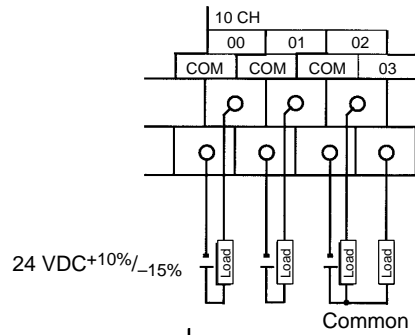 10 CH
00 01 02
COM COM COM 03
Load Load Load Load
24 VDC+10%/–15%
Common